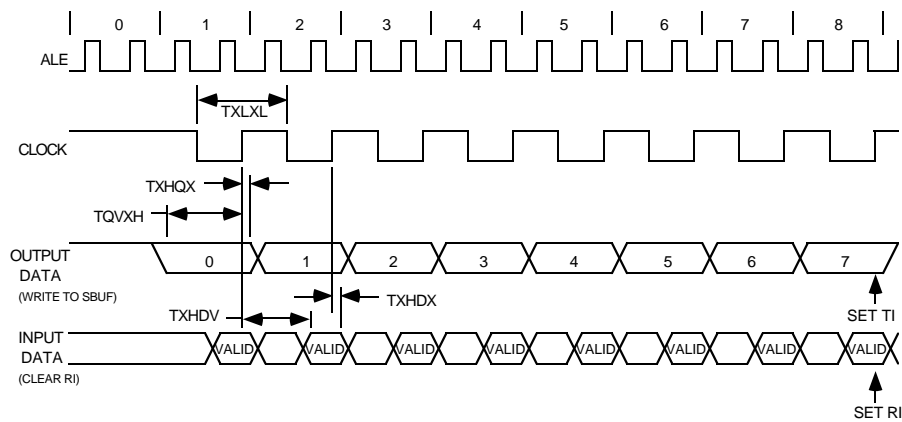 0 1 2 3 4 5 6 7 8
ALE
TXLXL
CLOCK
TXHQX
TQVXH
OUTPUT
DATA
(WRITE TO SBUF)
0 1 2 3 4 5 6 7
TXHDV
TXHDX
SET TI
INPUT
DATA
(CLEAR RI)
VALID VALID VALID VALID VALID VALID VALID VALID
SET RI